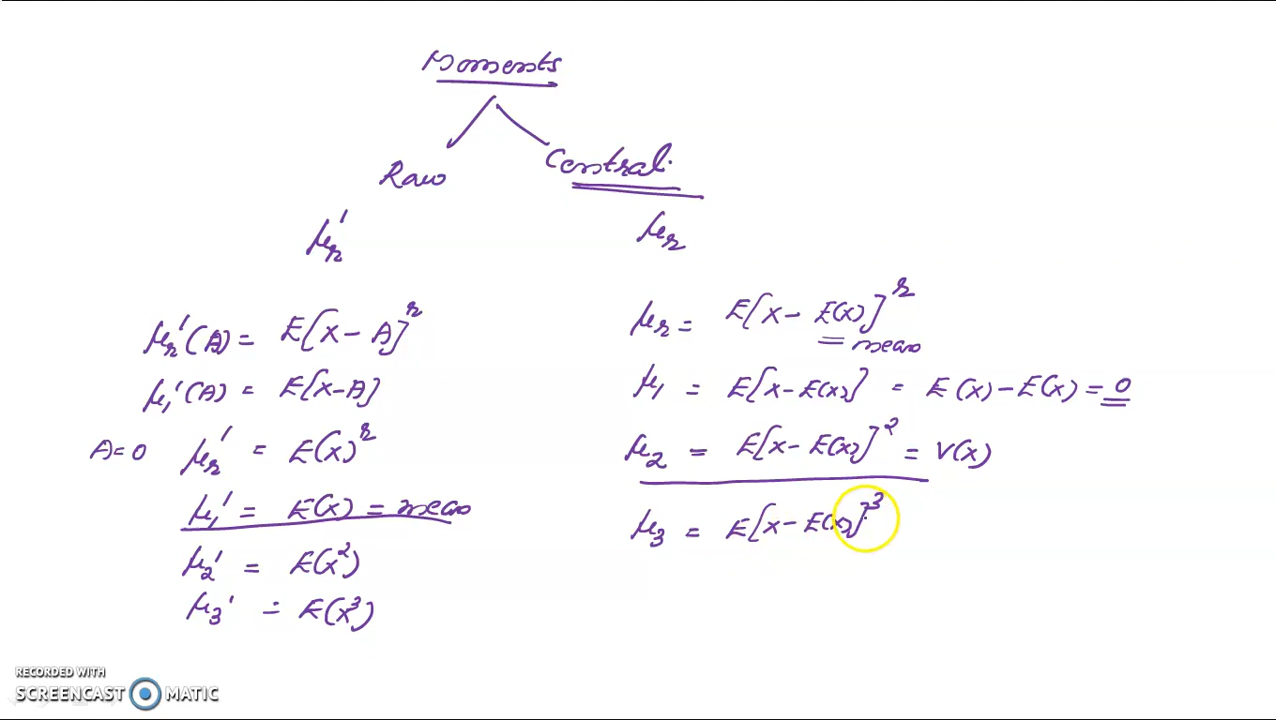 Moments
Raw
Central.
μr′
μr
μr′(A) = E[X − A]^r
μ1′(A) = E[X−A]
A=0 μr′ = E(X)^r
μ1′ = E(X) = mean
μ2′ = E(X²)
μ3′ = E(X³)
μr = E[X − E(X)]^r
= mean
μ1 = E[X−E(X)] = E(X) − E(X) = 0
μ2 = E[X − E(X)]² = V(X)
μ3 = E[X − E(X)]³
RECORDED WITH
SCREENCAST MATIC